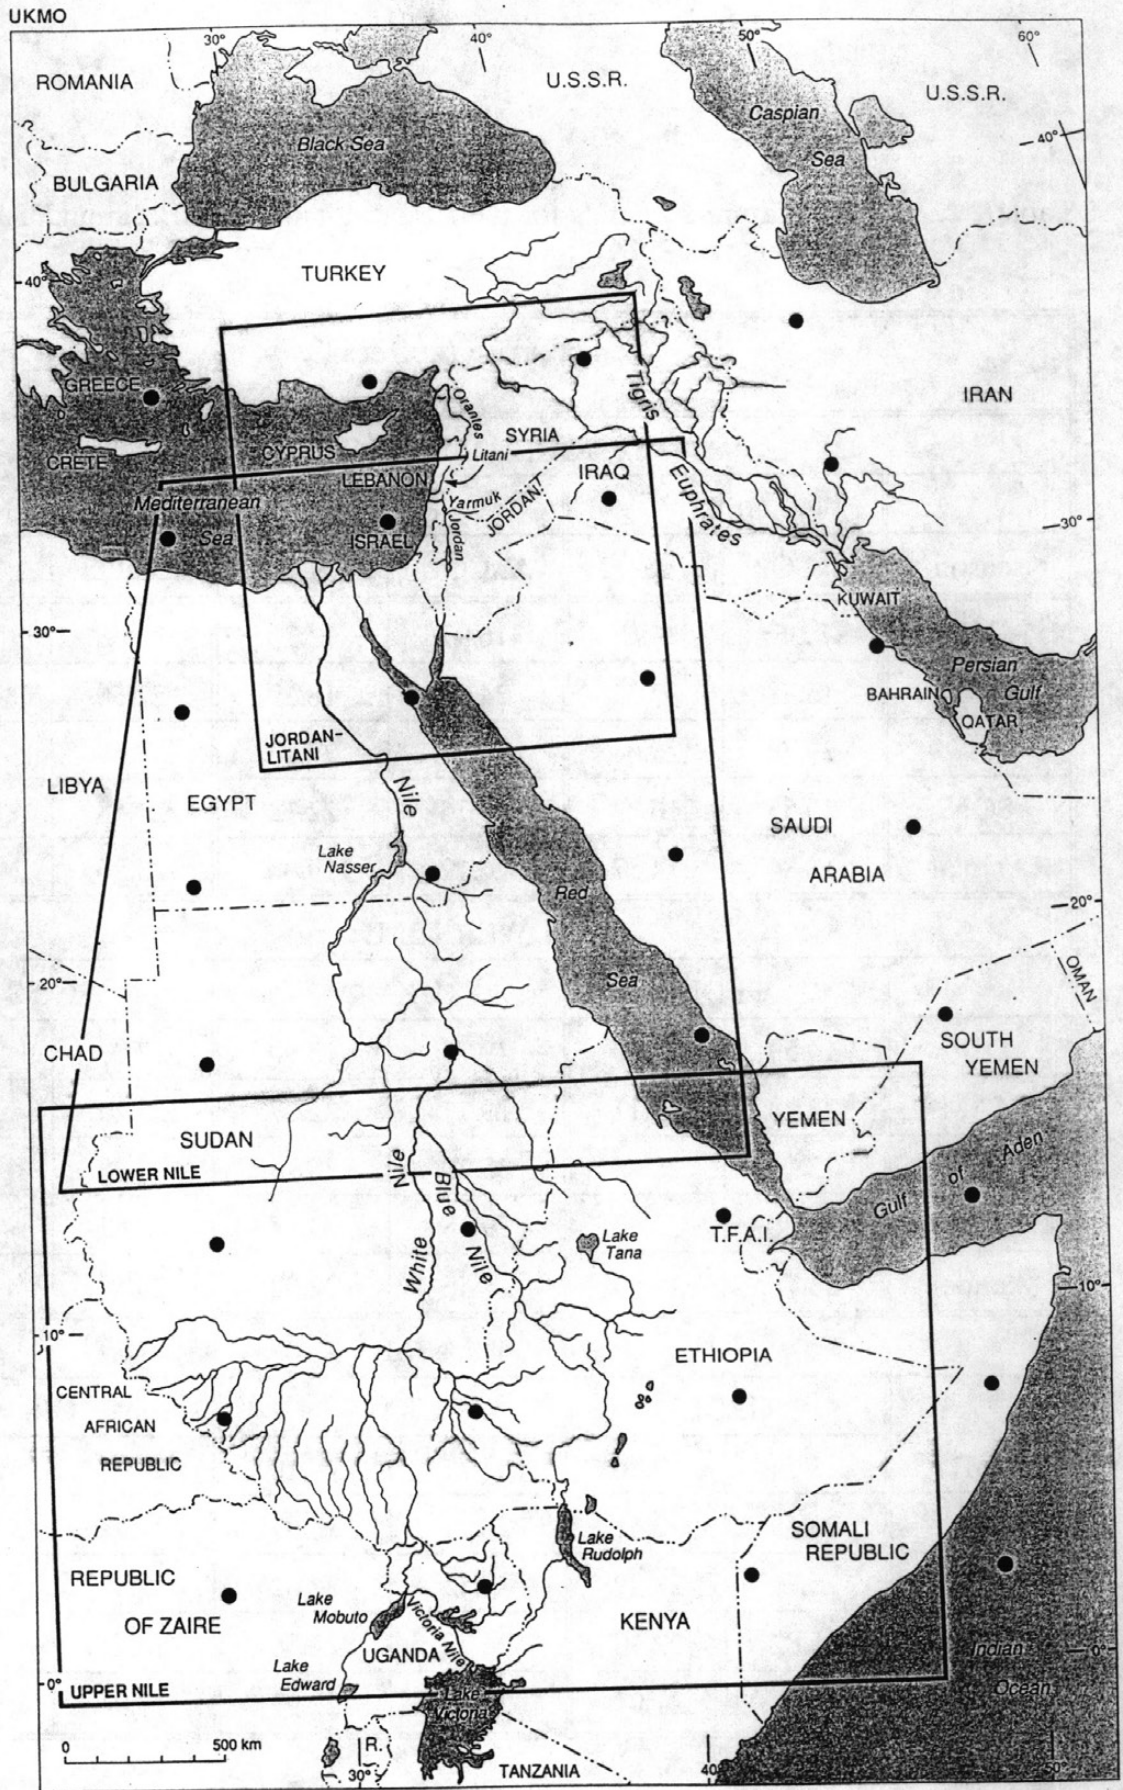 UKMO
30°
40°
50°
60°
ROMANIA
U.S.S.R.
U.S.S.R.
Caspian
Sea
Black Sea
40°
BULGARIA
TURKEY
40°
GREECE
Tigris
IRAN
Orantes
CYPRUS
SYRIA
CRETE
Litani
LEBANON
IRAQ
Mediterranean
Sea
Yarmuk
JORDAN
Euphrates
30°
ISRAEL
Jordan
KUWAIT
30°
Persian
Gulf
BAHRAIN
QATAR
JORDAN-
LITANI
LIBYA
EGYPT
Nile
SAUDI
ARABIA
Lake
Nasser
Red
Sea
20°
20°
OMAN
CHAD
SOUTH
YEMEN
YEMEN
SUDAN
LOWER NILE
Nile
White
Blue
Nile
Gulf of Aden
T.F.A.I.
Lake
Tana
10°
10°
ETHIOPIA
CENTRAL
AFRICAN
REPUBLIC
SOMALI
REPUBLIC
Lake
Rudolph
REPUBLIC
OF ZAIRE
Lake
Mobuto
Victoria Nile
KENYA
UGANDA
Lake
Edward
Indian
Ocean
0°
0°
UPPER NILE
Lake
Victoria
0
500 km
R.
30°
TANZANIA
40°
50°